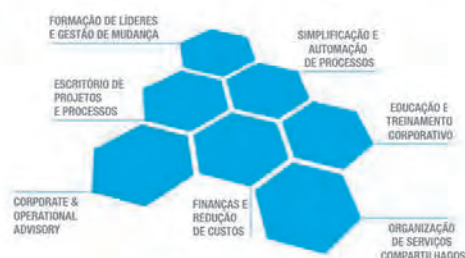 FORMAÇÃO DE LÍDERES
E GESTÃO DE MUDANÇA
SIMPLIFICAÇÃO E
AUTOMAÇÃO
DE PROCESSOS
ESCRITÓRIO DE
PROJETOS
E PROCESSOS
EDUCAÇÃO E
TREINAMENTO
CORPORATIVO
CORPORATE &
OPERATIONAL
ADVISORY
FINANÇAS E
REDUÇÃO
DE CUSTOS
ORGANIZAÇÃO
DE SERVIÇOS
COMPARTILHADOS